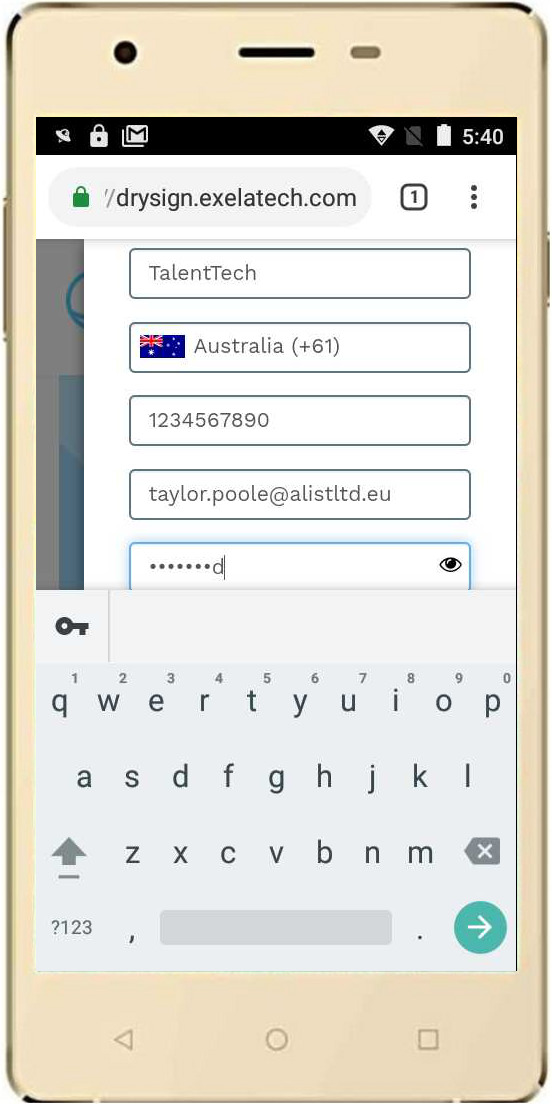 5:40
//drysign.exelatech.com
1
TalentTech
Australia (+61)
1234567890
taylor.poole@alistltd.eu
•••••••d
1 2 3 4 5 6 7 8 9 0
q w e r t y u i o p
a s d f g h j k l
z x c v b n m
?123 , .